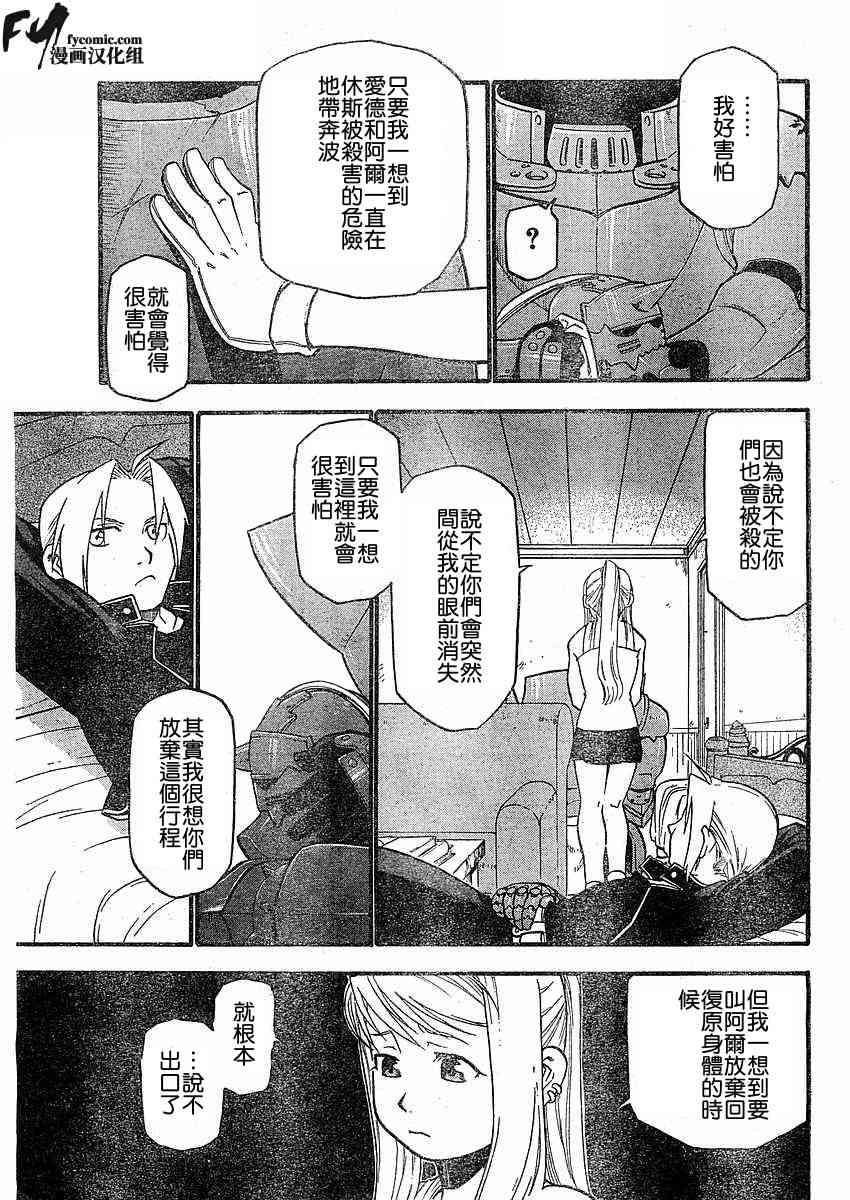 FY
fycomic.com
漫画汉化组
……
我好害怕
？
只要我一想到
愛德和阿爾一直在
休斯被殺害的危險
地帶奔波
就會覺得
很害怕
因為說不定你
們也會被殺的
說不定你們會突然
間從我的眼前消失
只要我一想
到這裡就會
很害怕
其實我很想你們
放棄這個行程
但我一想到要
叫阿爾放棄回
復原身體的時
候
就根本
…說不
出口了